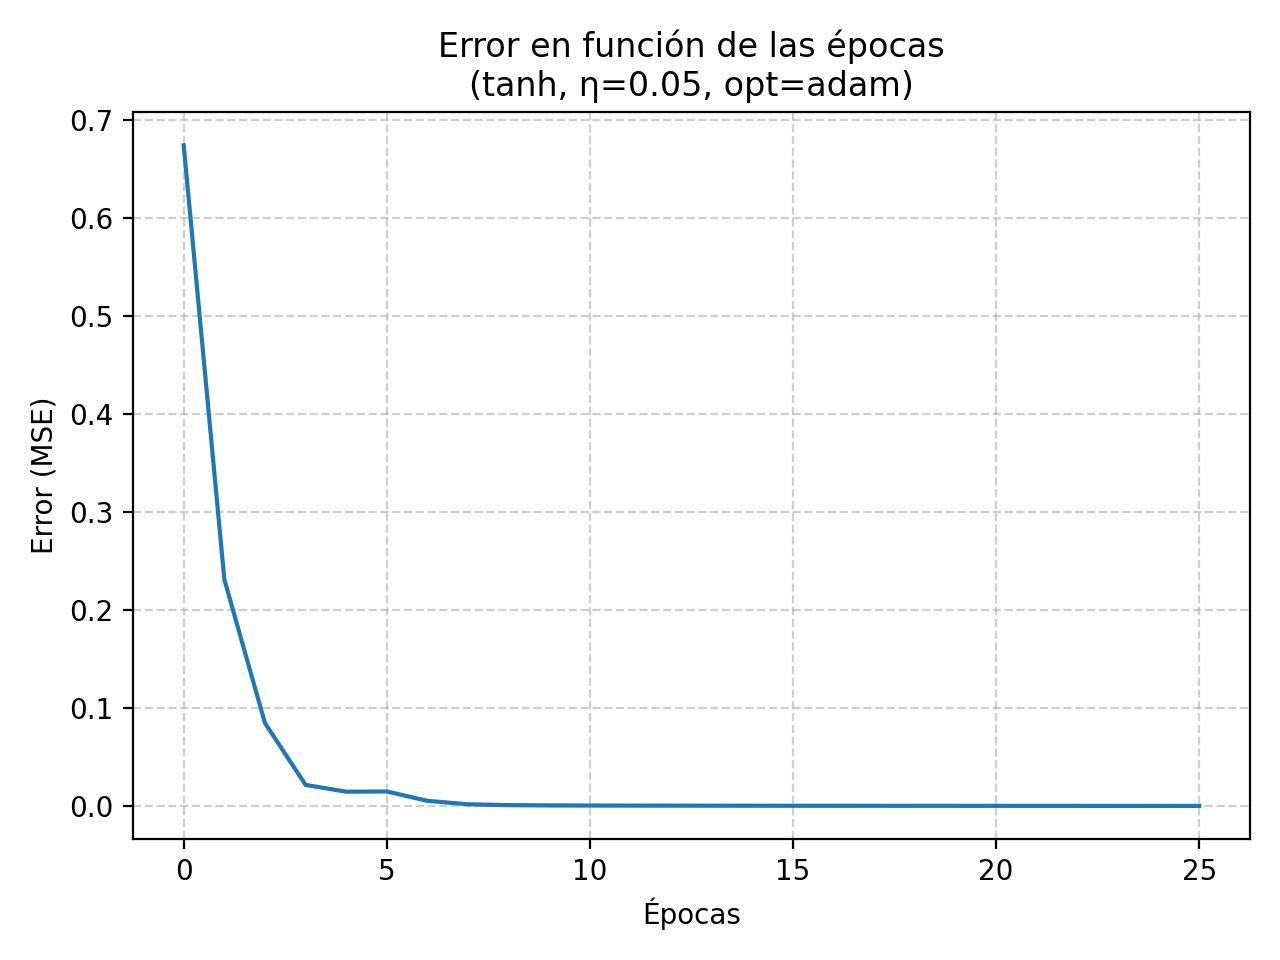 Error en función de las épocas
(tanh, η=0.05, opt=adam)
0.7
0.6
0.5
0.4
0.3
0.2
0.1
0.0
Error (MSE)
0 5 10 15 20 25
Épocas